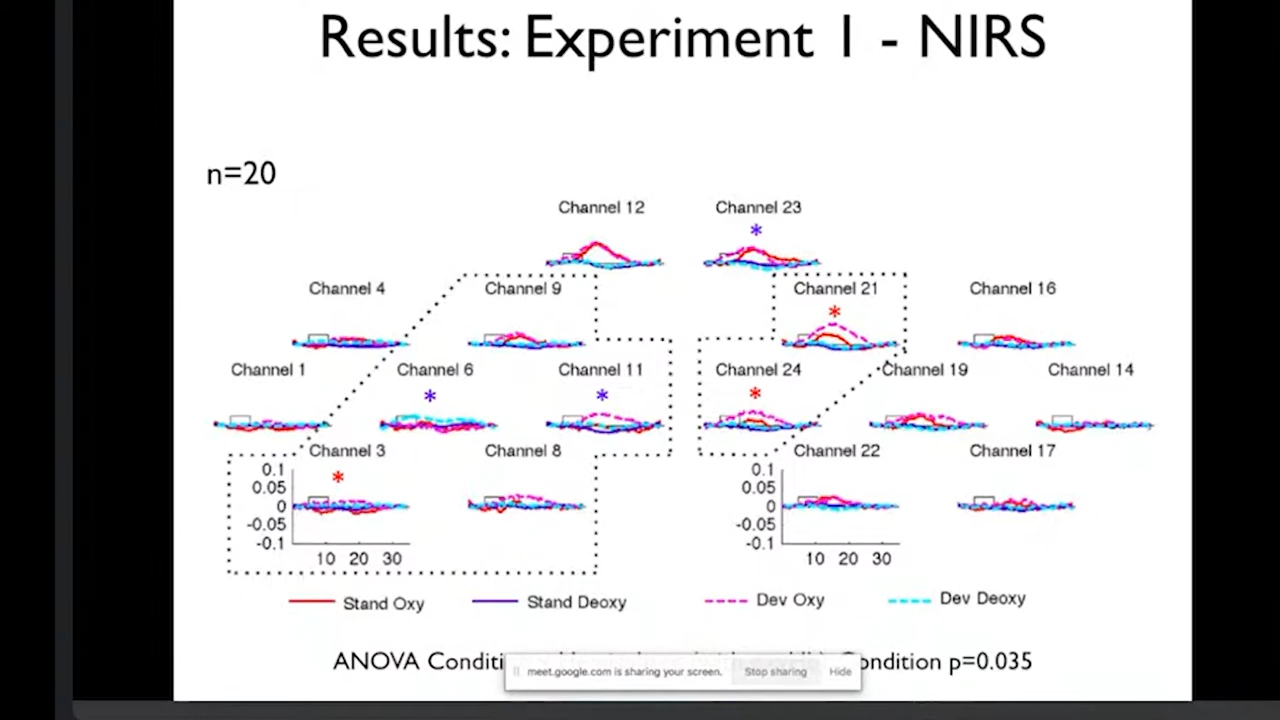 Results: Experiment 1 - NIRS
n=20
Channel 12 Channel 23
*
Channel 4 Channel 9 Channel 21 Channel 16
*
Channel 1 Channel 6 Channel 11 Channel 24 Channel 19 Channel 14
* * *
Channel 3 Channel 8 Channel 22 Channel 17
*
0.1 0.1
0.05 0.05
0 0
-0.05 -0.05
-0.1 -0.1
10 20 30 10 20 30
Stand Oxy Stand Deoxy Dev Oxy Dev Deoxy
ANOVA Condition p=0.035
meet.google.com is sharing your screen. Stop sharing Hide